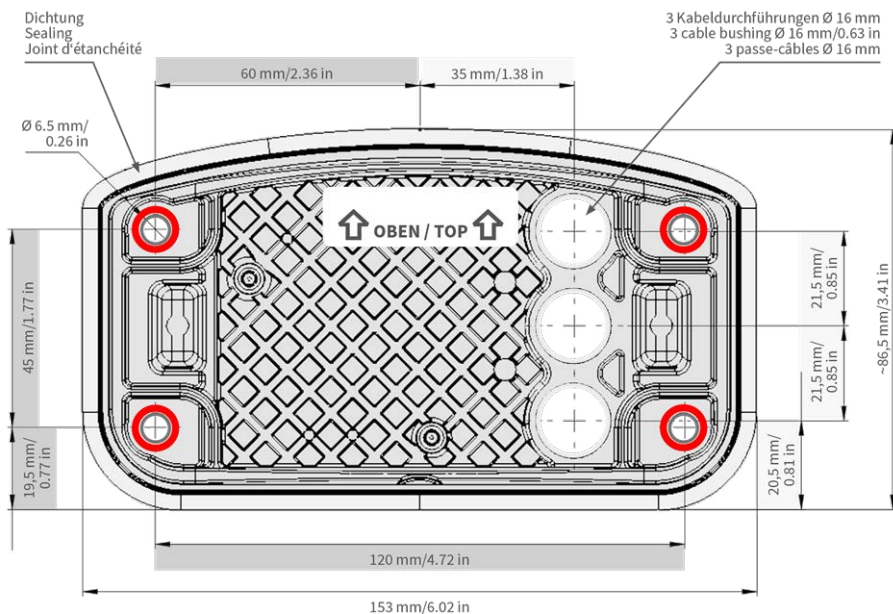 Dichtung
Sealing
Joint d'étanchéité
3 Kabeldurchführungen Ø 16 mm
3 cable bushing Ø 16 mm/0.63 in
3 passe-câbles Ø 16 mm
60 mm/2.36 in
35 mm/1.38 in
Ø 6.5 mm/
0.26 in
OBEN / TOP
45 mm/1.77 in
19,5 mm/
0.77 in
21,5 mm/
0.85 in
21,5 mm/
0.85 in
20,5 mm/
0.81 in
~86,5 mm/3.41 in
120 mm/4.72 in
153 mm/6.02 in